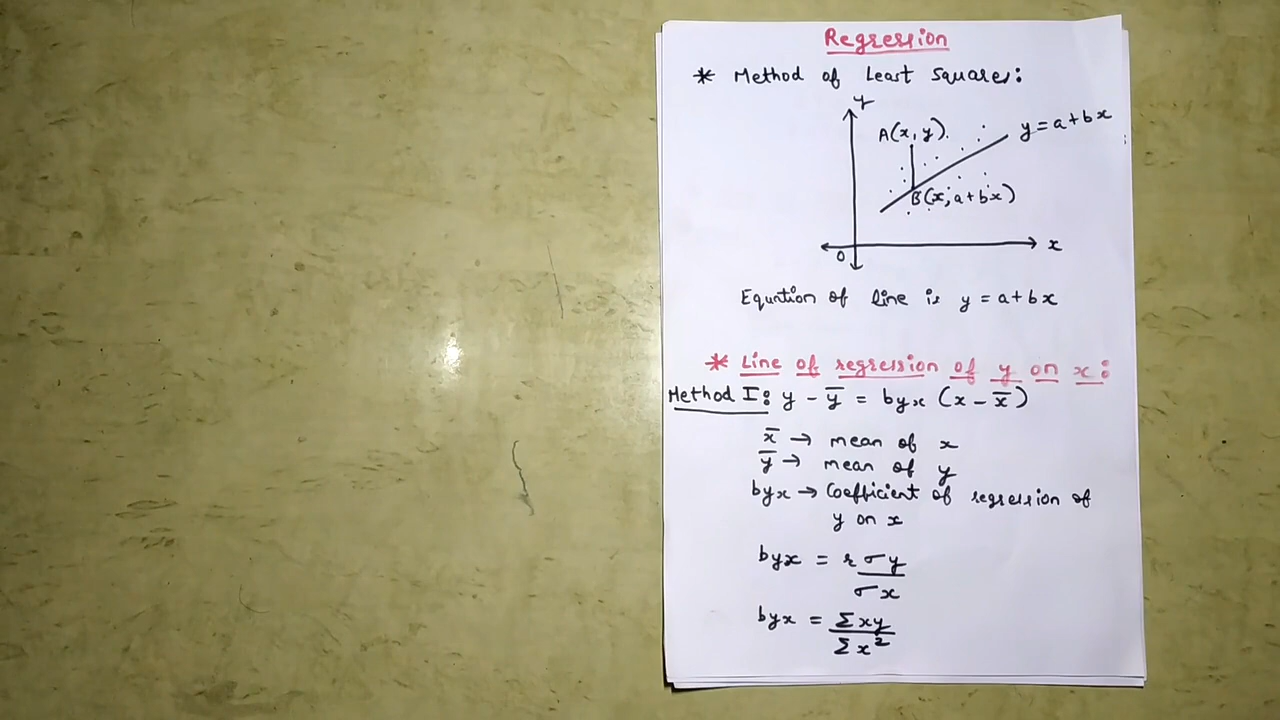 Regression
* Method of Least Squares:
y
A(x, y)
y = a + bx
B(x, a + bx)
0
x
Equation of line is y = a + bx
* Line of regression of y on x:
Method I: y - ȳ = byx (x - x̄)
x̄ → mean of x
ȳ → mean of y
byx → Coefficient of regression of
y on x
byx = r σy / σx
byx = Σxy / Σx²